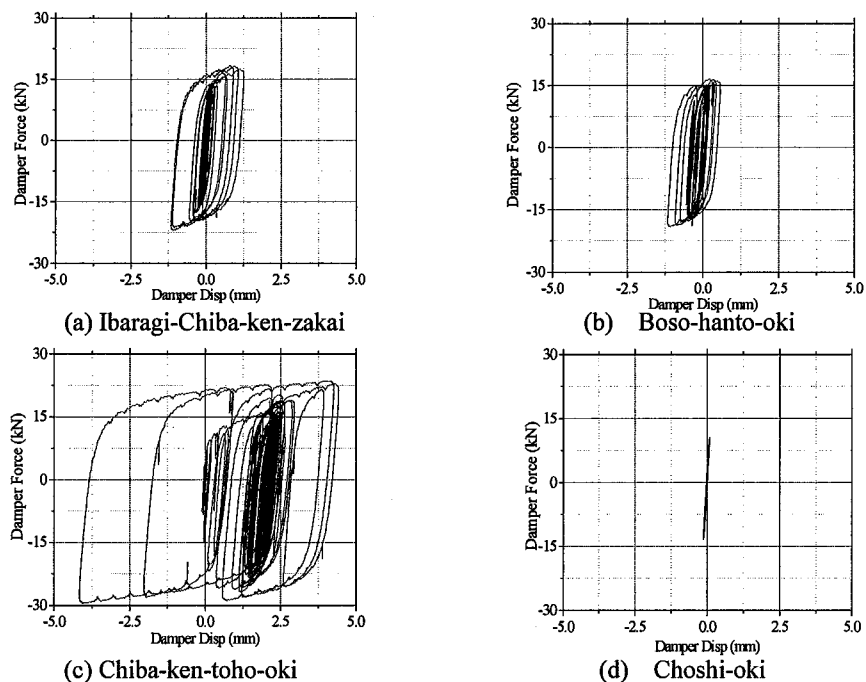 30
15
0
-15
-30
Damper Force (kN)
-5.0 -2.5 0.0 2.5 5.0
Damper Disp (mm)
(a) Ibaragi-Chiba-ken-zakai
30
15
0
-15
-30
Damper Force (kN)
-5.0 -2.5 0.0 2.5 5.0
Damper Disp (mm)
(b) Boso-hanto-oki
30
15
0
-15
-30
Damper Force (kN)
-5.0 -2.5 0.0 2.5 5.0
Damper Disp (mm)
(c) Chiba-ken-toho-oki
30
15
0
-15
-30
Damper Force (kN)
-5.0 -2.5 0.0 2.5 5.0
Damper Disp (mm)
(d) Choshi-oki